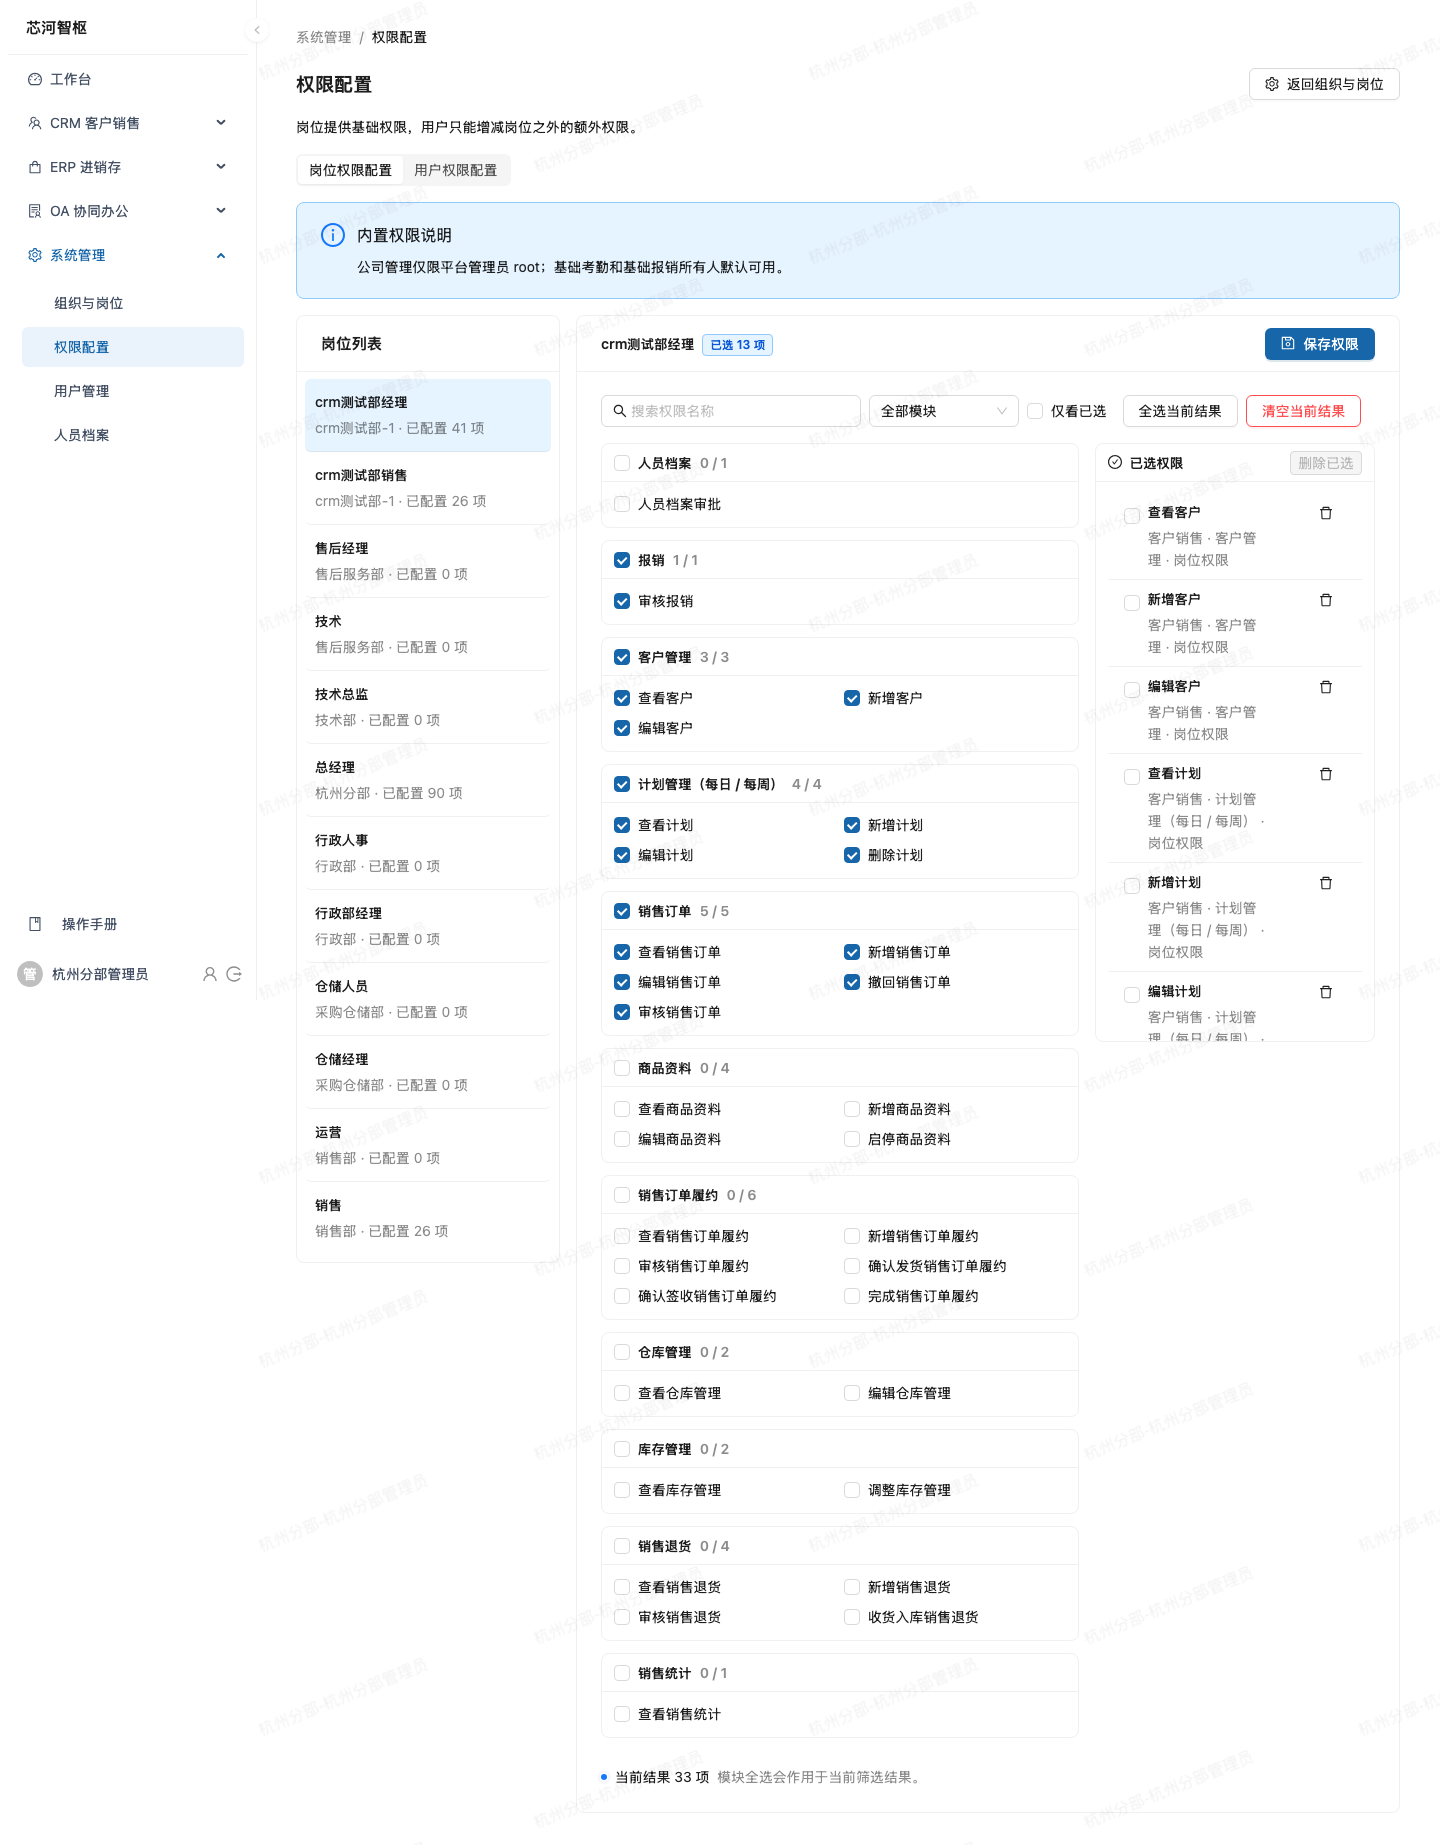 芯河智枢
工作台
CRM 客户销售
ERP 进销存
OA 协同办公
系统管理
组织与岗位
权限配置
用户管理
人员档案
操作手册
管 杭州分部管理员
系统管理 / 权限配置
权限配置
返回组织与岗位
岗位提供基础权限，用户只能增减岗位之外的额外权限。
岗位权限配置 用户权限配置
内置权限说明
公司管理仅限平台管理员 root；基础考勤和基础报销所有人默认可用。
岗位列表
crm测试部经理
crm测试部-1 · 已配置 41 项
crm测试部销售
crm测试部-1 · 已配置 26 项
售后经理
售后服务部 · 已配置 0 项
技术
售后服务部 · 已配置 0 项
技术总监
技术部 · 已配置 0 项
总经理
杭州分部 · 已配置 90 项
行政人事
行政部 · 已配置 0 项
行政部经理
行政部 · 已配置 0 项
仓储人员
采购仓储部 · 已配置 0 项
仓储经理
采购仓储部 · 已配置 0 项
运营
销售部 · 已配置 0 项
销售
销售部 · 已配置 26 项
crm测试部经理 已选 13 项
保存权限
搜索权限名称 全部模块 仅看已选 全选当前结果 清空当前结果
人员档案 0 / 1
人员档案审批
报销 1 / 1
审核报销
客户管理 3 / 3
查看客户 新增客户
编辑客户
计划管理（每日 / 每周） 4 / 4
查看计划 新增计划
编辑计划 删除计划
销售订单 5 / 5
查看销售订单 新增销售订单
编辑销售订单 撤回销售订单
审核销售订单
商品资料 0 / 4
查看商品资料 新增商品资料
编辑商品资料 启停商品资料
销售订单履约 0 / 6
查看销售订单履约 新增销售订单履约
审核销售订单履约 确认发货销售订单履约
确认签收销售订单履约 完成销售订单履约
仓库管理 0 / 2
查看仓库管理 编辑仓库管理
库存管理 0 / 2
查看库存管理 调整库存管理
销售退货 0 / 4
查看销售退货 新增销售退货
审核销售退货 收货入库销售退货
销售统计 0 / 1
查看销售统计
当前结果 33 项 模块全选会作用于当前筛选结果。
已选权限 删除已选
查看客户
客户销售 · 客户管
理 · 岗位权限
新增客户
客户销售 · 客户管
理 · 岗位权限
编辑客户
客户销售 · 客户管
理 · 岗位权限
查看计划
客户销售 · 计划管
理（每日 / 每周） ·
岗位权限
新增计划
客户销售 · 计划管
理（每日 / 每周） ·
岗位权限
编辑计划
客户销售 · 计划管
理（每日 / 每周） ·
杭州分部-杭州分部管理员